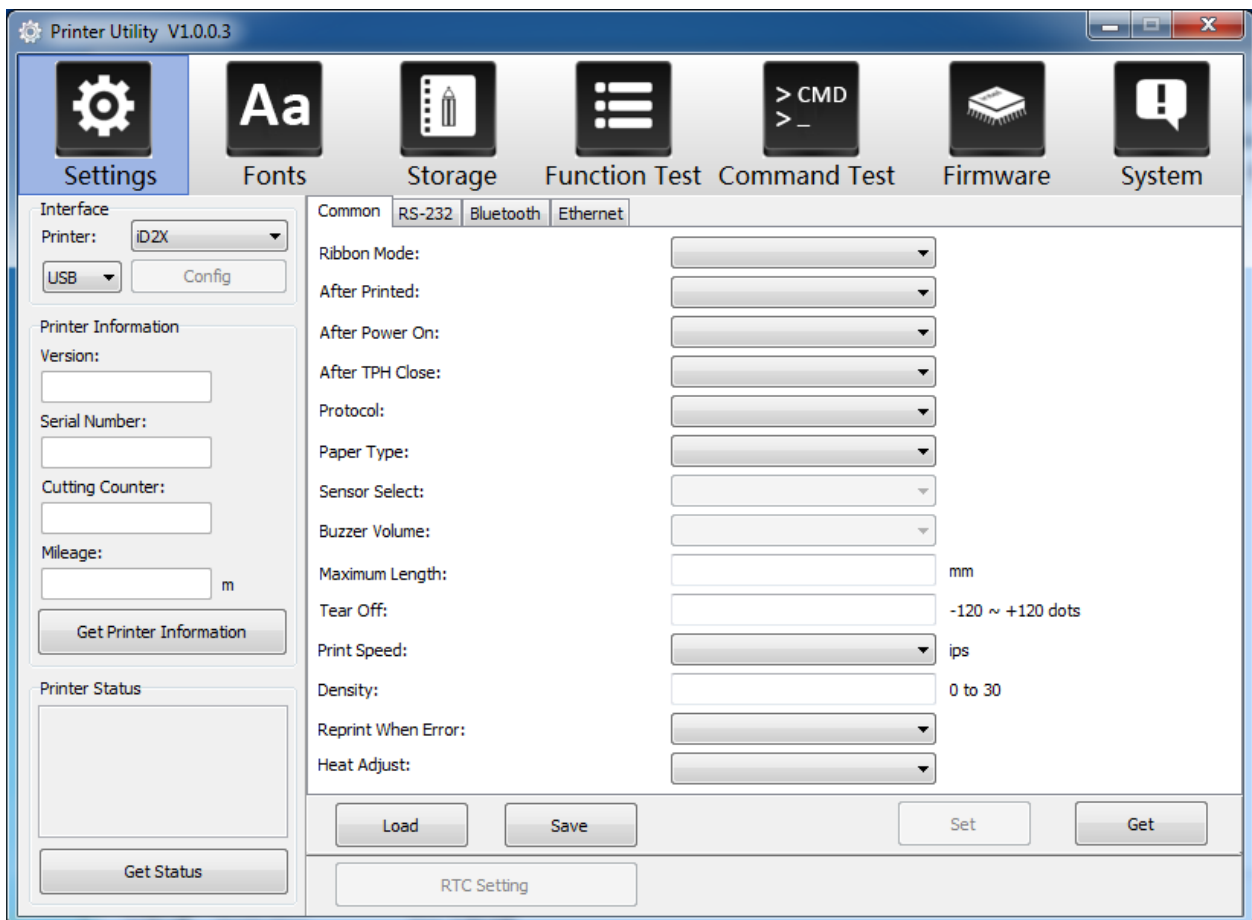 Printer Utility V1.0.0.3
Aa
> CMD
> _
Settings
Fonts
Storage
Function Test
Command Test
Firmware
System
Interface
Printer: iD2X
USB Config
Printer Information
Version:
Serial Number:
Cutting Counter:
Mileage:
m
Get Printer Information
Printer Status
Get Status
Common RS-232 Bluetooth Ethernet
Ribbon Mode:
After Printed:
After Power On:
After TPH Close:
Protocol:
Paper Type:
Sensor Select:
Buzzer Volume:
Maximum Length: mm
Tear Off: -120 ~ +120 dots
Print Speed: ips
Density: 0 to 30
Reprint When Error:
Heat Adjust:
Load Save Set Get
RTC Setting